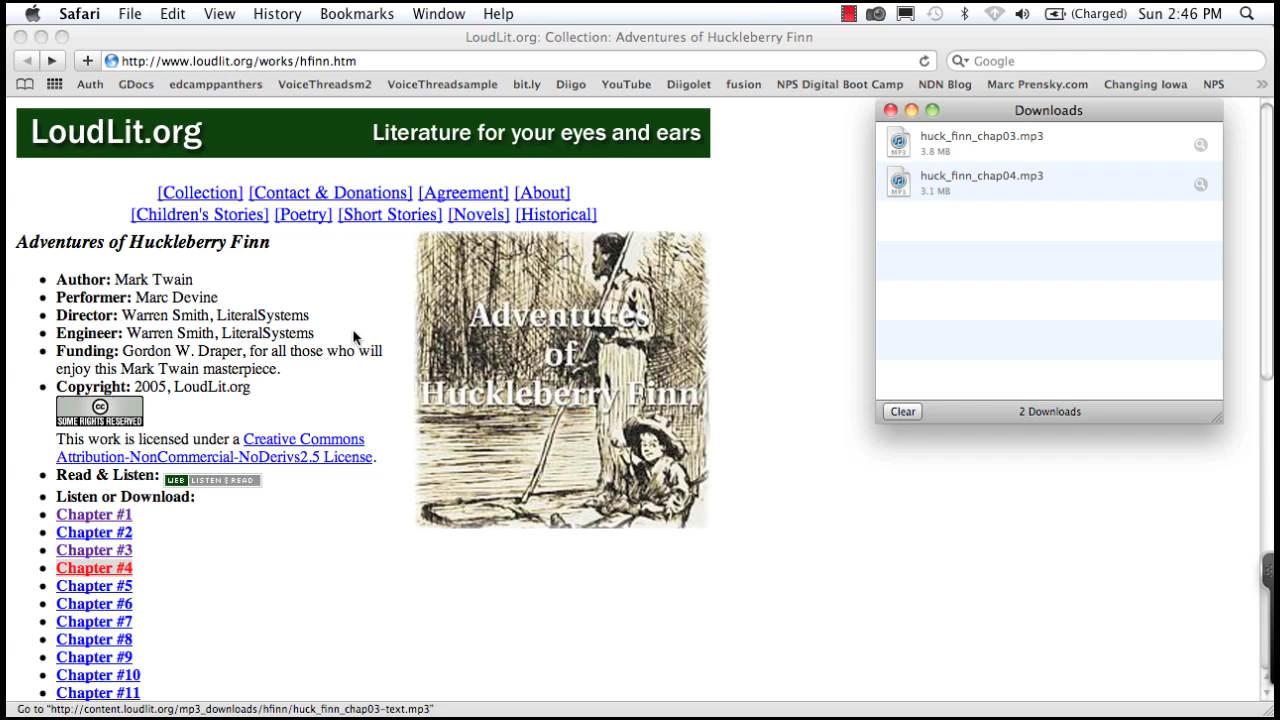 Safari File Edit View History Bookmarks Window Help (Charged) Sun 2:46 PM
LoudLit.org: Collection: Adventures of Huckleberry Finn
http://www.loudlit.org/works/hfinn.htm Google
Auth GDocs edcamppanthers VoiceThreadsm2 VoiceThreadsample bit.ly Diigo YouTube Diigolet fusion NPS Digital Boot Camp NDN Blog Marc Prensky.com Changing Iowa NPS
LoudLit.org Literature for your eyes and ears
[Collection] [Contact & Donations] [Agreement] [About]
[Children's Stories] [Poetry] [Short Stories] [Novels] [Historical]
Adventures of Huckleberry Finn
Author: Mark Twain
Performer: Marc Devine
Director: Warren Smith, LiteralSystems
Engineer: Warren Smith, LiteralSystems
Funding: Gordon W. Draper, for all those who will
enjoy this Mark Twain masterpiece.
Copyright: 2005, LoudLit.org
cc
SOME RIGHTS RESERVED
This work is licensed under a Creative Commons
Attribution-NonCommercial-NoDerivs2.5 License.
Read & Listen: WEB LISTEN READ
Listen or Download:
Chapter #1
Chapter #2
Chapter #3
Chapter #4
Chapter #5
Chapter #6
Chapter #7
Chapter #8
Chapter #9
Chapter #10
Chapter #11
Adventures
of
Huckleberry Finn
Downloads
huck_finn_chap03.mp3
MP3 3.8 MB
huck_finn_chap04.mp3
MP3 3.1 MB
Clear 2 Downloads
Go to "http://content.loudlit.org/mp3_downloads/hfinn/huck_finn_chap03-text.mp3"